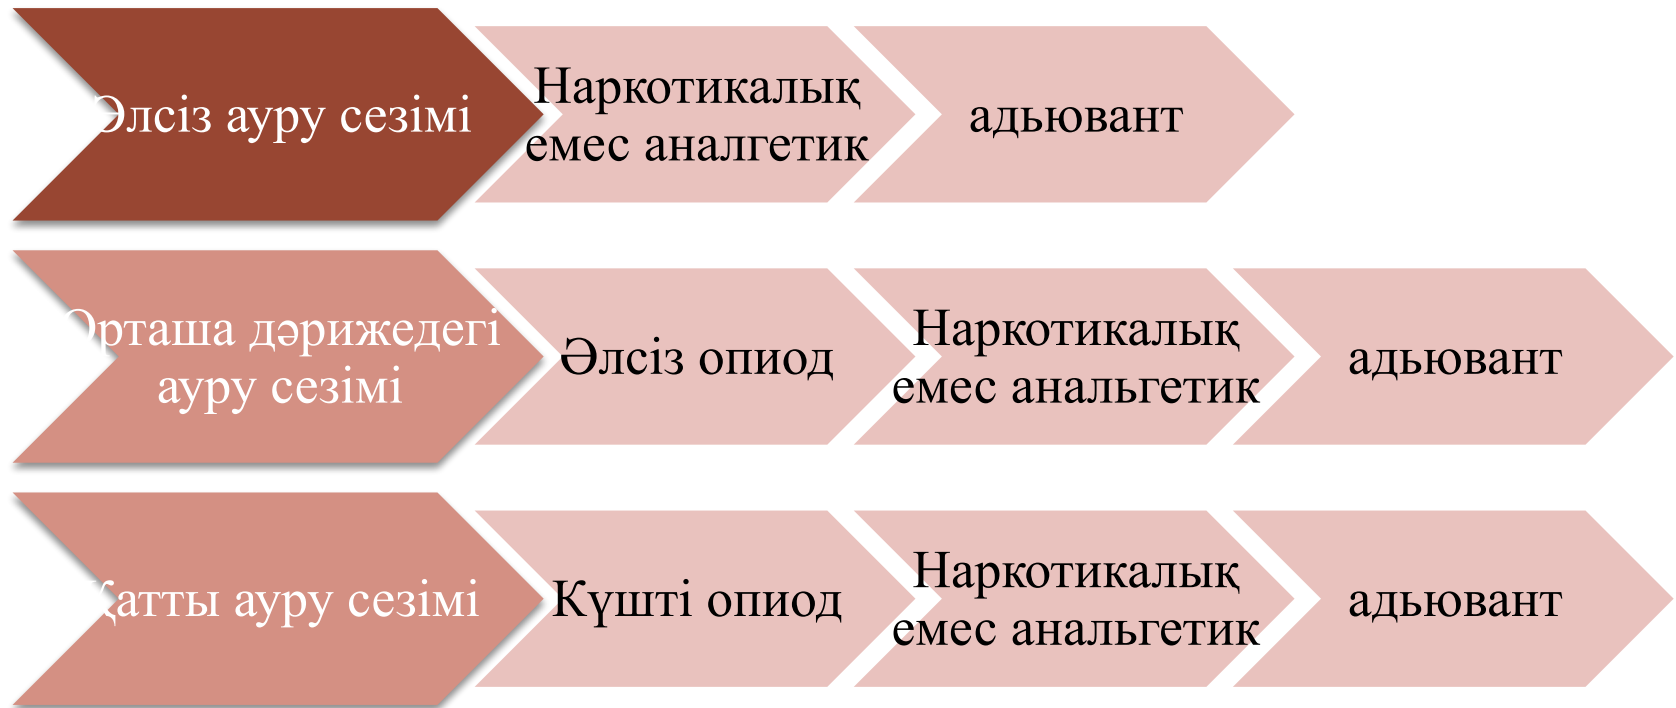 Әлсіз ауру сезімі
Наркотикалық
емес аналгетик
адьювант
Орташа дәрижедегі
ауру сезімі
Әлсіз опиод
Наркотикалық
емес анальгетик
адьювант
Қатты ауру сезімі
Күшті опиод
Наркотикалық
емес анальгетик
адьювант